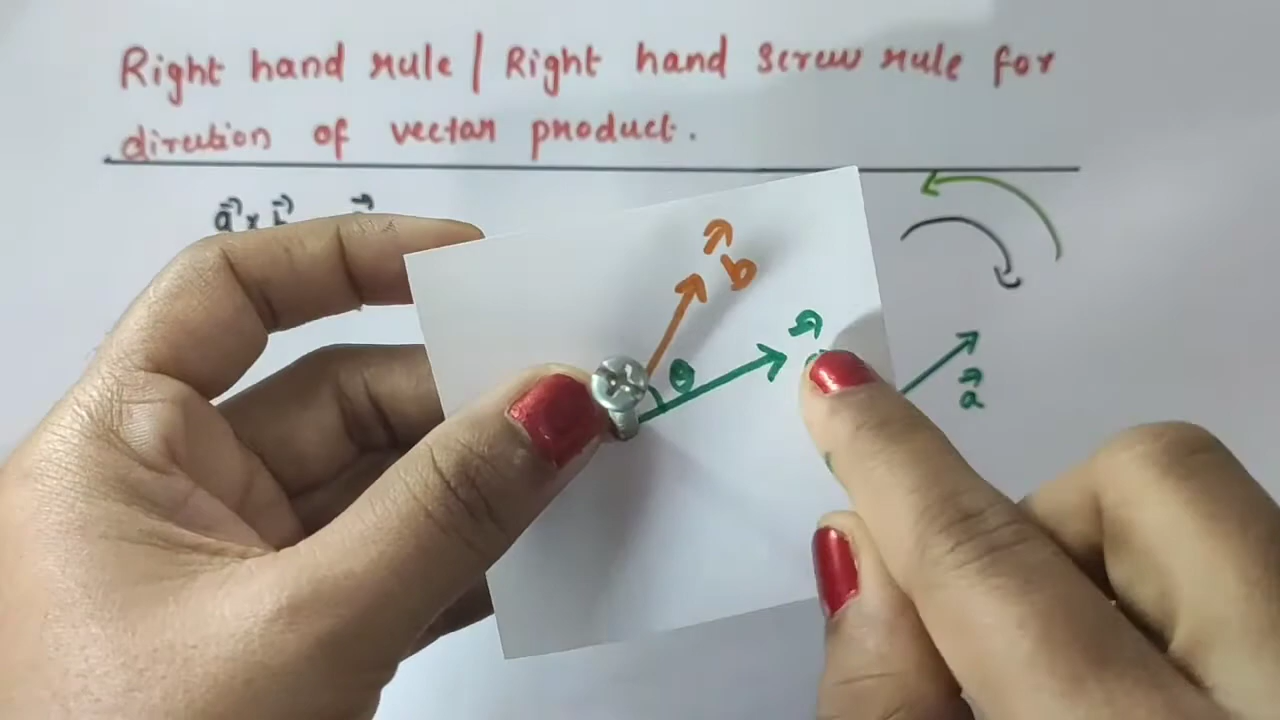 Right hand rule | Right hand screw rule for
direction of vector product.
a⃗ ×
b⃗
θ
a⃗